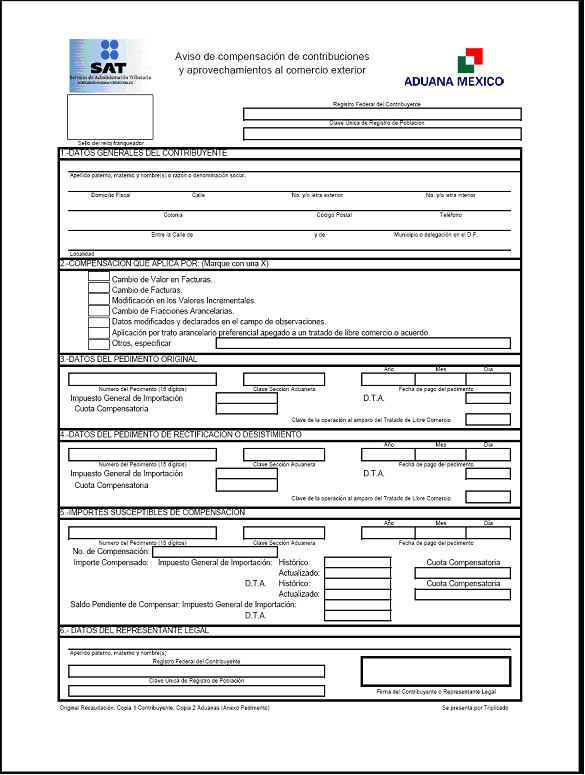 SAT
Servicio de Administración Tributaria
Aviso de compensación de contribuciones
y aprovechamientos al comercio exterior
ADUANA MEXICO
Registro Federal del Contribuyente
Clave Unica de Registro de Población
Sello del reloj franqueador
1.-DATOS GENERALES DEL CONTRIBUYENTE
Apellido paterno, materno y nombre(s) o razón o denominación social.
Domicilio Fiscal Calle No. y/o letra exterior No. y/o letra interior
Colonia Código Postal Teléfono
Entre la Calle de y de Municipio o delegación en el D.F.
Localidad
2.-COMPENSACION QUE APLICA POR: (Marque con una X)
Cambio de Valor en Facturas.
Cambio de Facturas.
Modificación en los Valores Incrementales.
Cambio de Fracciones Arancelarias.
Datos modificados y declarados en el campo de observaciones.
Aplicación por trato arancelario preferencial apegado a un tratado de libre comercio o acuerdo.
Otros, especificar
3.-DATOS DEL PEDIMENTO ORIGINAL
Año Mes Dia
Numero del Pedimento (15 digitos) Clave Sección Aduanera Fecha de pago del pedimento
Impuesto General de Importación D.T.A.
Cuota Compensatoria
Clave de la operación al amparo del Tratado de Libre Comercio
4.-DATOS DEL PEDIMENTO DE RECTIFICACION O DESISTIMIENTO
Año Mes Dia
Numero del Pedimento (15 digitos) Clave Sección Aduanera Fecha de pago del pedimento
Impuesto General de Importación D.T.A.
Cuota Compensatoria
Clave de la operación al amparo del Tratado de Libre Comercio
5.-IMPORTES SUSCEPTIBLES DE COMPENSACION
Año Mes Dia
Numero del Pedimento (15 digitos) Clave Sección Aduanera Fecha de pago del pedimento
No. de Compensación:
Importe Compensado: Impuesto General de Importación: Histórico: Cuota Compensatoria
Actualizado:
D.T.A. Histórico: Cuota Compensatoria
Actualizado:
Saldo Pendiente de Compensar: Impuesto General de Importación:
D.T.A.
6.- DATOS DEL REPRESENTANTE LEGAL
Apelido paterno, materno y nombre(s)
Registro Federal del Contribuyente
Clave Unica de Registro de Población
Firma del Contribuyente o Representante Legal
Original Recaudación. Copia 1 Contribuyente, Copia 2 Aduanas (Anexo Pedimento) Se presenta por Triplicado